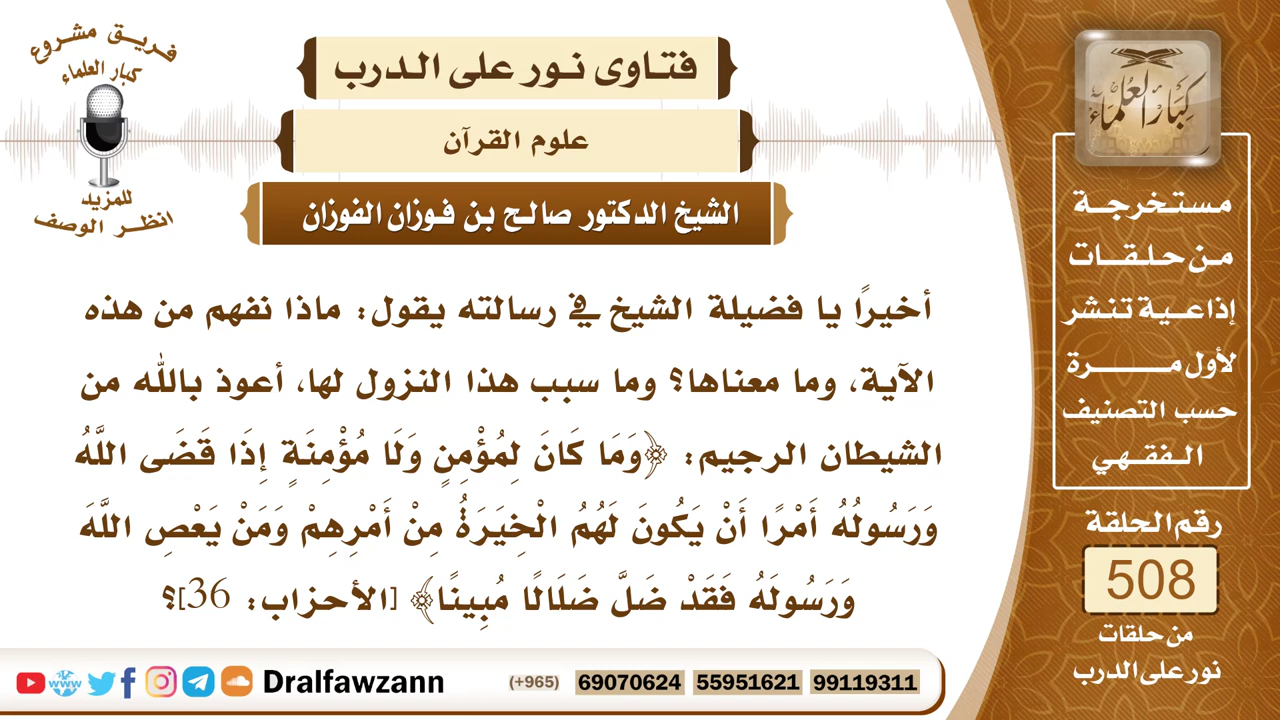 فريق مشروع
كبار العلماء
للمزيد
انظر الوصف
فتاوى نور على الدرب
علوم القرآن
الشيخ الدكتور صالح بن فوزان الفوزان
أخيرًا يا فضيلة الشيخ في رسالته يقول: ماذا نفهم من هذه
الآية، وما معناها؟ وما سبب هذا النزول لها، أعوذ بالله من
الشيطان الرجيم: ﴿وَمَا كَانَ لِمُؤْمِنٍ وَلَا مُؤْمِنَةٍ إِذَا قَضَى اللَّهُ
وَرَسُولُهُ أَمْرًا أَنْ يَكُونَ لَهُمُ الْخِيَرَةُ مِنْ أَمْرِهِمْ وَمَنْ يَعْصِ اللَّهَ
وَرَسُولَهُ فَقَدْ ضَلَّ ضَلَالًا مُبِينًا﴾ [الأحزاب: 36]؟
كبار العلماء
مستخرجة
من حلقات
إذاعية تنشر
لأول مرة
حسب التصنيف
الفقهي
رقم الحلقة
508
من حلقات
نور على الدرب
www Dralfawzann (+965) 69070624 55951621 99119311